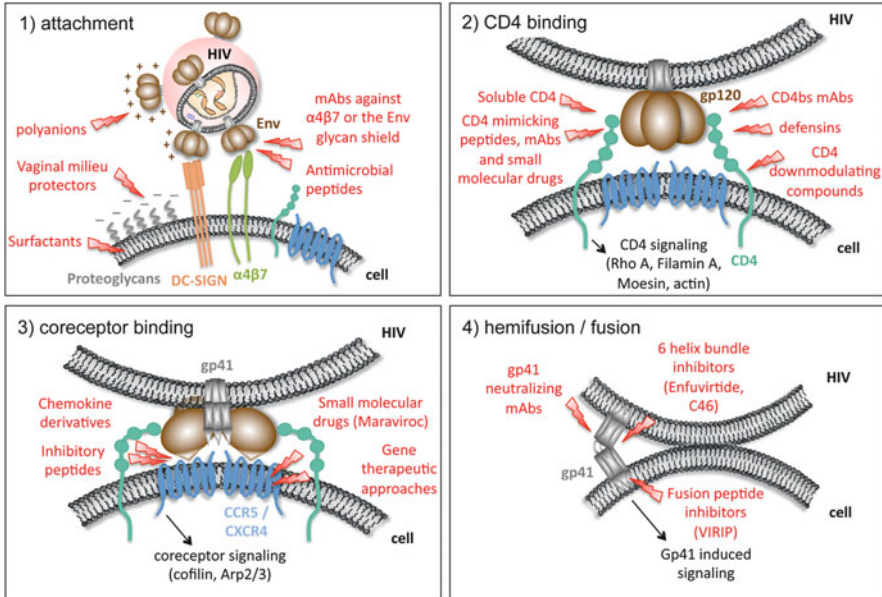 1) attachment
HIV
polyanions
Env
mAbs against
α4β7 or the Env
glycan shield
Vaginal milieu
protectors
Antimicrobial
peptides
Surfactants
Proteoglycans
DC-SIGN
α4β7
cell
2) CD4 binding
HIV
Soluble CD4
gp120
CD4bs mAbs
CD4 mimicking
peptides, mAbs
and small
molecular drugs
defensins
CD4
downmodulating
compounds
CD4 signaling
(Rho A, Filamin A,
Moesin, actin)
CD4
cell
3) coreceptor binding
HIV
gp41
Chemokine
derivatives
Small molecular
drugs (Maraviroc)
Inhibitory
peptides
Gene
therapeutic
approaches
CCR5 /
CXCR4
cell
coreceptor signaling
(cofilin, Arp2/3)
4) hemifusion / fusion
gp41
neutralizing
mAbs
6 helix bundle
inhibitors
(Enfuvirtide,
C46)
HIV
gp41
Fusion peptide
inhibitors
(VIRIP)
cell
Gp41 induced
signaling